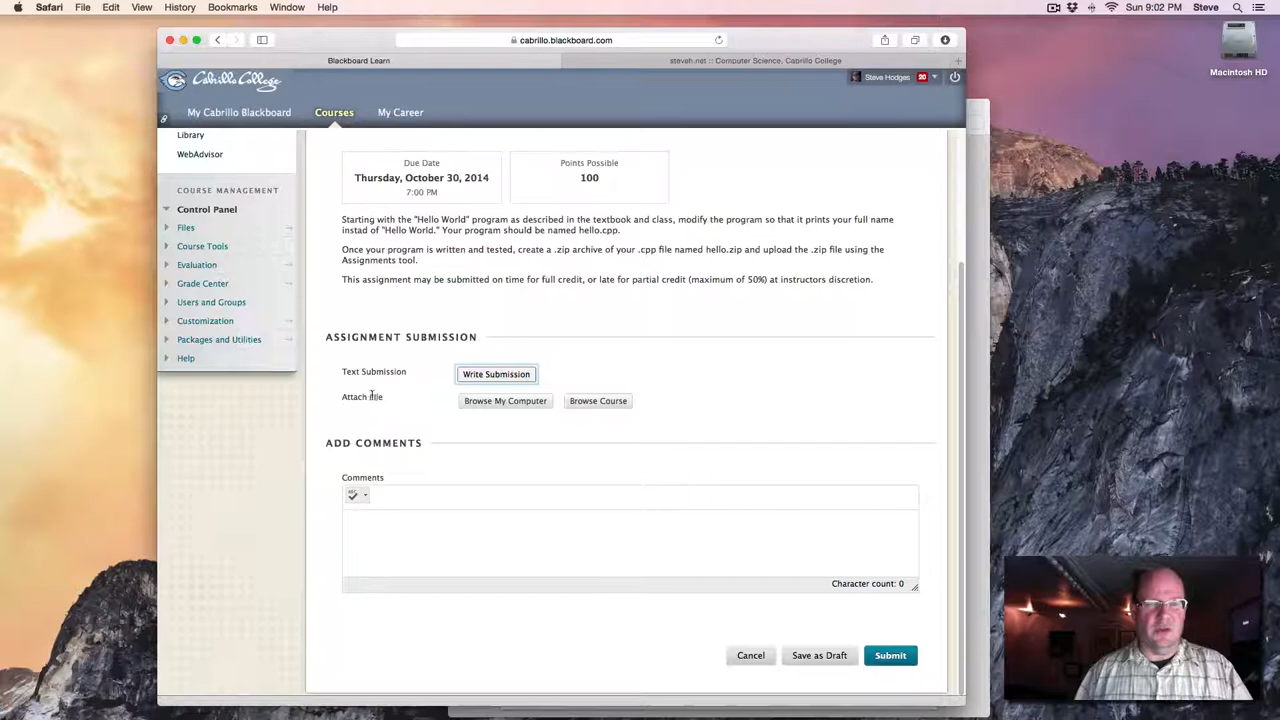 Safari File Edit View History Bookmarks Window Help Sun 9:02 PM Steve
cabrillo.blackboard.com
Blackboard Learn steveh.net :: Computer Science, Cabrillo College
Macintosh HD
Cabrillo College Steve Hodges 20
My Cabrillo Blackboard Courses My Career
Library
WebAdvisor
COURSE MANAGEMENT
Control Panel
Files
Course Tools
Evaluation
Grade Center
Users and Groups
Customization
Packages and Utilities
Help
Due Date
Thursday, October 30, 2014
7:00 PM
Points Possible
100
Starting with the "Hello World" program as described in the textbook and class, modify the program so that it prints your full name
instad of "Hello World." Your program should be named hello.cpp.
Once your program is written and tested, create a .zip archive of your .cpp file named hello.zip and upload the .zip file using the
Assignments tool.
This assignment may be submitted on time for full credit, or late for partial credit (maximum of 50%) at instructors discretion.
ASSIGNMENT SUBMISSION
Text Submission Write Submission
Attach File Browse My Computer Browse Course
ADD COMMENTS
Comments
Character count: 0
Cancel Save as Draft Submit